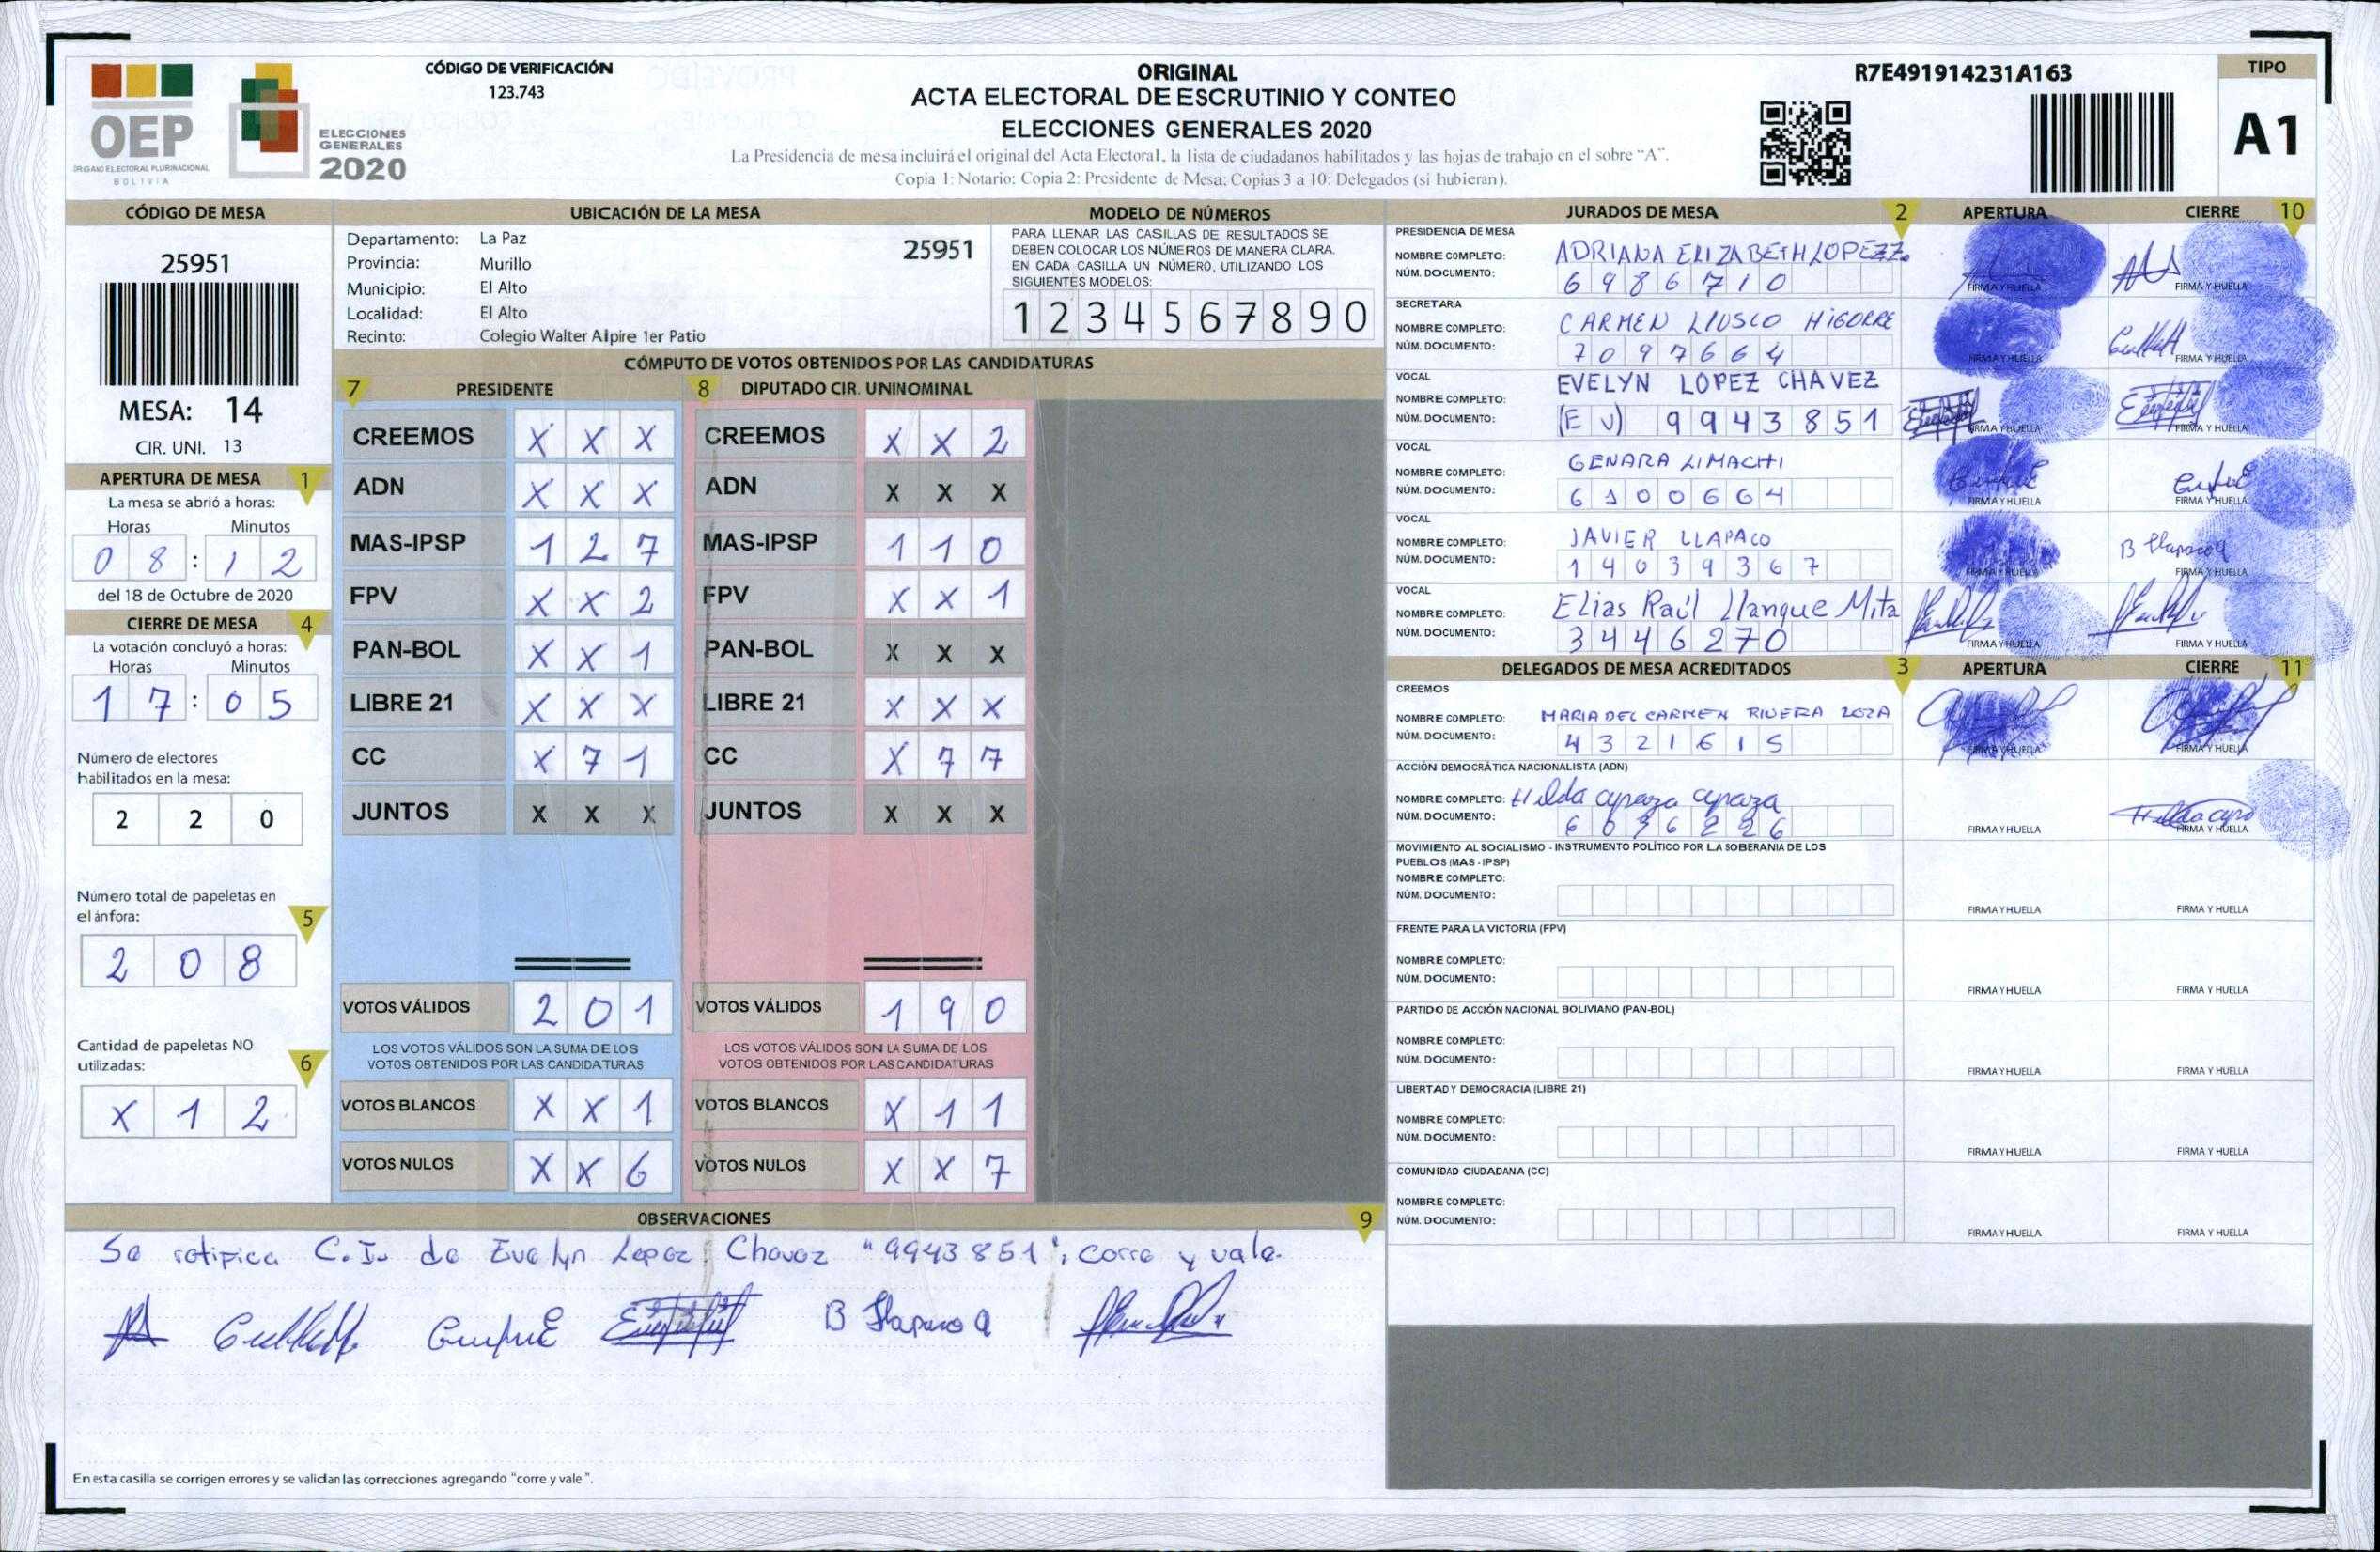 OEP
ÓRGANO ELECTORAL PLURINACIONAL
BOLIVIA
ELECCIONES
GENERALES
2020
CÓDIGO DE VERIFICACIÓN
123.743
ORIGINAL
ACTA ELECTORAL DE ESCRUTINIO Y CONTEO
ELECCIONES GENERALES 2020
La Presidencia de mesa incluirá el original del Acta Electoral, la lista de ciudadanos habilitados y las hojas de trabajo en el sobre "A".
Copia 1: Notario; Copia 2: Presidente de Mesa; Copias 3 a 10: Delegados (si hubieran).
R7E491914231A163
TIPO
A1
CÓDIGO DE MESA
25951
MESA: 14
CIR. UNI. 13
APERTURA DE MESA 1
La mesa se abrió a horas:
Horas Minutos
08:12
del 18 de Octubre de 2020
CIERRE DE MESA 4
La votación concluyó a horas:
Horas Minutos
17:05
Número de electores
habilitados en la mesa:
2 2 0
Número total de papeletas en
el ánfora: 5
2 0 8
Cantidad de papeletas NO
utilizadas: 6
X 1 2
UBICACIÓN DE LA MESA
Departamento: La Paz 25951
Provincia: Murillo
Municipio: El Alto
Localidad: El Alto
Recinto: Colegio Walter Alpire 1er Patio
MODELO DE NÚMEROS
PARA LLENAR LAS CASILLAS DE RESULTADOS SE
DEBEN COLOCAR LOS NÚMEROS DE MANERA CLARA.
EN CADA CASILLA UN NÚMERO, UTILIZANDO LOS
SIGUIENTES MODELOS:
1 2 3 4 5 6 7 8 9 0
CÓMPUTO DE VOTOS OBTENIDOS POR LAS CANDIDATURAS
7 PRESIDENTE 8 DIPUTADO CIR. UNINOMINAL
CREEMOS X X X CREEMOS X X 2
ADN X X X ADN X X X
MAS-IPSP 1 2 7 MAS-IPSP 1 1 0
FPV X X 2 FPV X X 1
PAN-BOL X X 1 PAN-BOL X X X
LIBRE 21 X X X LIBRE 21 X X X
CC X 7 1 CC X 7 7
JUNTOS X X X JUNTOS X X X
VOTOS VÁLIDOS 2 0 1 VOTOS VÁLIDOS 1 9 0
LOS VOTOS VÁLIDOS SON LA SUMA DE LOS LOS VOTOS VÁLIDOS SON LA SUMA DE LOS
VOTOS OBTENIDOS POR LAS CANDIDATURAS VOTOS OBTENIDOS POR LAS CANDIDATURAS
VOTOS BLANCOS X X 1 VOTOS BLANCOS X 1 1
VOTOS NULOS X X 6 VOTOS NULOS X X 7
JURADOS DE MESA 2 APERTURA CIERRE 10
PRESIDENCIA DE MESA
NOMBRE COMPLETO: ADRIANA ELIZABETH LOPEZ Z.
NÚM. DOCUMENTO: 6986710 FIRMA Y HUELLA FIRMA Y HUELLA
SECRETARÍA
NOMBRE COMPLETO: CARMEN LIUSCO HIGORRE
NÚM. DOCUMENTO: 7097664 FIRMA Y HUELLA FIRMA Y HUELLA
VOCAL
NOMBRE COMPLETO: EVELYN LOPEZ CHAVEZ
NÚM. DOCUMENTO: (E V) 9943851 FIRMA Y HUELLA FIRMA Y HUELLA
VOCAL
NOMBRE COMPLETO: GENARA LIMACHI
NÚM. DOCUMENTO: 6100664 FIRMA Y HUELLA FIRMA Y HUELLA
VOCAL
NOMBRE COMPLETO: JAVIER LLAPACO
NÚM. DOCUMENTO: 14039367 FIRMA Y HUELLA FIRMA Y HUELLA
VOCAL
NOMBRE COMPLETO: Elias Raúl Llanque Mita
NÚM. DOCUMENTO: 3446270 FIRMA Y HUELLA FIRMA Y HUELLA
DELEGADOS DE MESA ACREDITADOS 3 APERTURA CIERRE 11
CREEMOS
NOMBRE COMPLETO: MARIA DEL CARMEN RIVERA LOZA
NÚM. DOCUMENTO: 4321615 FIRMA Y HUELLA FIRMA Y HUELLA
ACCIÓN DEMOCRÁTICA NACIONALISTA (ADN)
NOMBRE COMPLETO: Hilda apaza apaza
NÚM. DOCUMENTO: FIRMA Y HUELLA FIRMA Y HUELLA
MOVIMIENTO AL SOCIALISMO - INSTRUMENTO POLÍTICO POR LA SOBERANIA DE LOS
PUEBLOS (MAS - IPSP)
NOMBRE COMPLETO:
NÚM. DOCUMENTO: FIRMA Y HUELLA FIRMA Y HUELLA
FRENTE PARA LA VICTORIA (FPV)
NOMBRE COMPLETO:
NÚM. DOCUMENTO: FIRMA Y HUELLA FIRMA Y HUELLA
PARTIDO DE ACCIÓN NACIONAL BOLIVIANO (PAN-BOL)
NOMBRE COMPLETO:
NÚM. DOCUMENTO: FIRMA Y HUELLA FIRMA Y HUELLA
LIBERTAD Y DEMOCRACIA (LIBRE 21)
NOMBRE COMPLETO:
NÚM. DOCUMENTO: FIRMA Y HUELLA FIRMA Y HUELLA
COMUNIDAD CIUDADANA (CC)
NOMBRE COMPLETO:
NÚM. DOCUMENTO: FIRMA Y HUELLA FIRMA Y HUELLA
OBSERVACIONES 9
Se ratifica C.I. de Evelyn Lopez Chavez "9943851", corre y vale.
En esta casilla se corrigen errores y se validan las correcciones agregando "corre y vale".